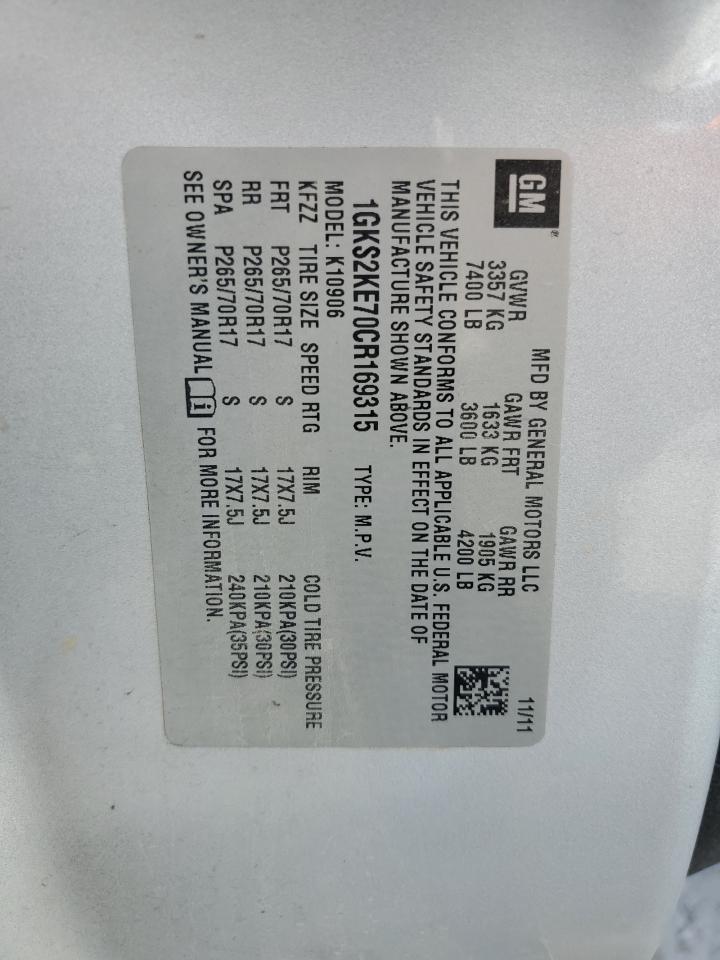 GM®
MFD BY GENERAL MOTORS LLC 11/11
GVWR GAWR FRT GAWR RR
3357 KG 1633 KG 1905 KG
7400 LB 3600 LB 4200 LB
THIS VEHICLE CONFORMS TO ALL APPLICABLE U.S. FEDERAL MOTOR
VEHICLE SAFETY STANDARDS IN EFFECT ON THE DATE OF
MANUFACTURE SHOWN ABOVE.
1GKS2KE70CR169315 TYPE: M.P.V.
MODEL: K10906
KFZZ TIRE SIZE SPEED RTG RIM COLD TIRE PRESSURE
FRT P265/70R17 S 17X7.5J 210KPA(30PSI)
RR P265/70R17 S 17X7.5J 210KPA(30PSI)
SPA P265/70R17 S 17X7.5J 240KPA(35PSI)
SEE OWNER'S MANUAL i FOR MORE INFORMATION.